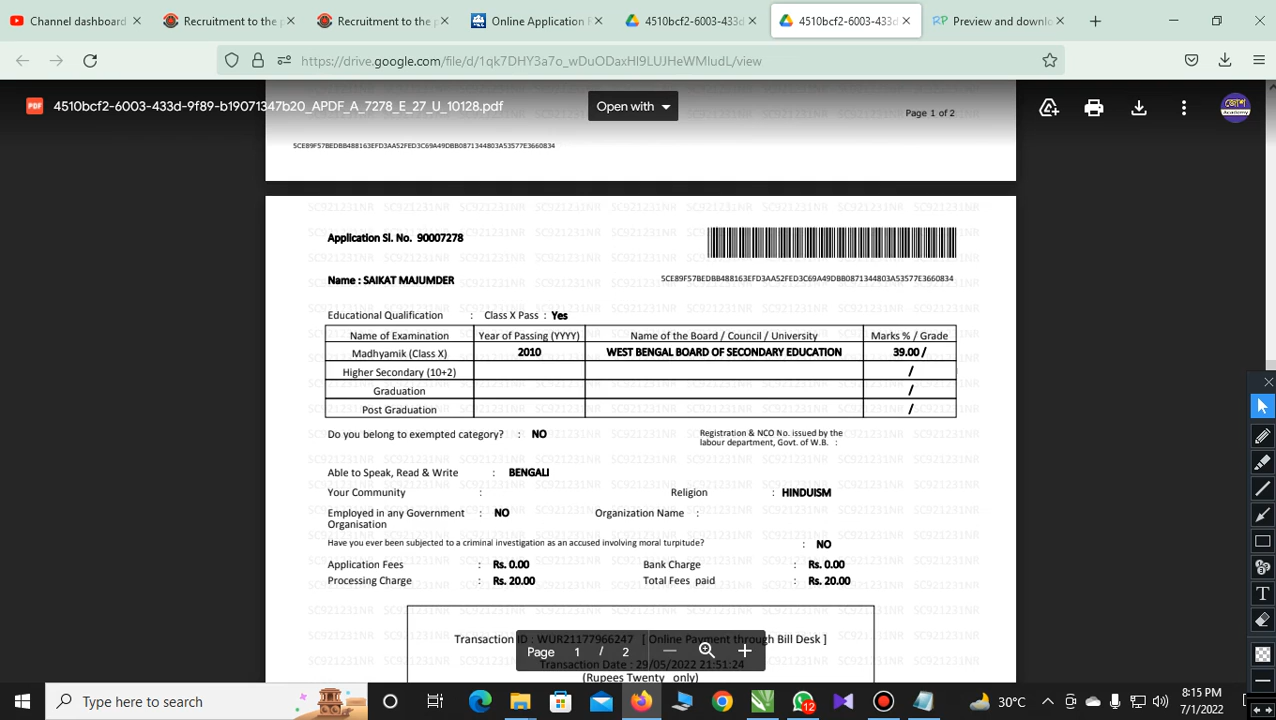 Channel dashboard
Recruitment to the p
Recruitment to the p
Online Application F
4510bcf2-6003-433d
4510bcf2-6003-433d
Preview and downlo
https://drive.google.com/file/d/1qk7DHY3a7o_wDuODaxHl9LUJHeWMludL/view
PDF
4510bcf2-6003-433d-9f89-b19071347b20_APDF_A_7278_E_27_U_10128.pdf
Open with
Page 1 of 2
5CE89F57BEDBB488163EFD3AA52FED3C69A49DBB0871344803A53577E3660834
Application Sl. No. 90007278
Name : SAIKAT MAJUMDER
5CE89F57BEDBB488163EFD3AA52FED3C69A49DBB0871344803A53577E3660834
Educational Qualification : Class X Pass : Yes
Name of Examination Year of Passing (YYYY) Name of the Board / Council / University Marks % / Grade
Madhyamik (Class X) 2010 WEST BENGAL BOARD OF SECONDARY EDUCATION 39.00 /
Higher Secondary (10+2) /
Graduation /
Post Graduation /
Do you belong to exempted category? : NO
Registration & NCO No. issued by the
labour department, Govt. of W.B. :
Able to Speak, Read & Write : BENGALI
Your Community : Religion : HINDUISM
Employed in any Government : NO Organization Name :
Organisation
Have you ever been subjected to a criminal investigation as an accused involving moral turpitude? : NO
Application Fees : Rs. 0.00 Bank Charge : Rs. 0.00
Processing Charge : Rs. 20.00 Total Fees paid : Rs. 20.00
Transaction ID : WUR21177966247 [ Online Payment through Bill Desk ]
Page 1 / 2
Transaction Date : 29/05/2022 21:51:24
(Rupees Twenty only)
Type here to search
12
30°C
8:15 PM
7/1/2022